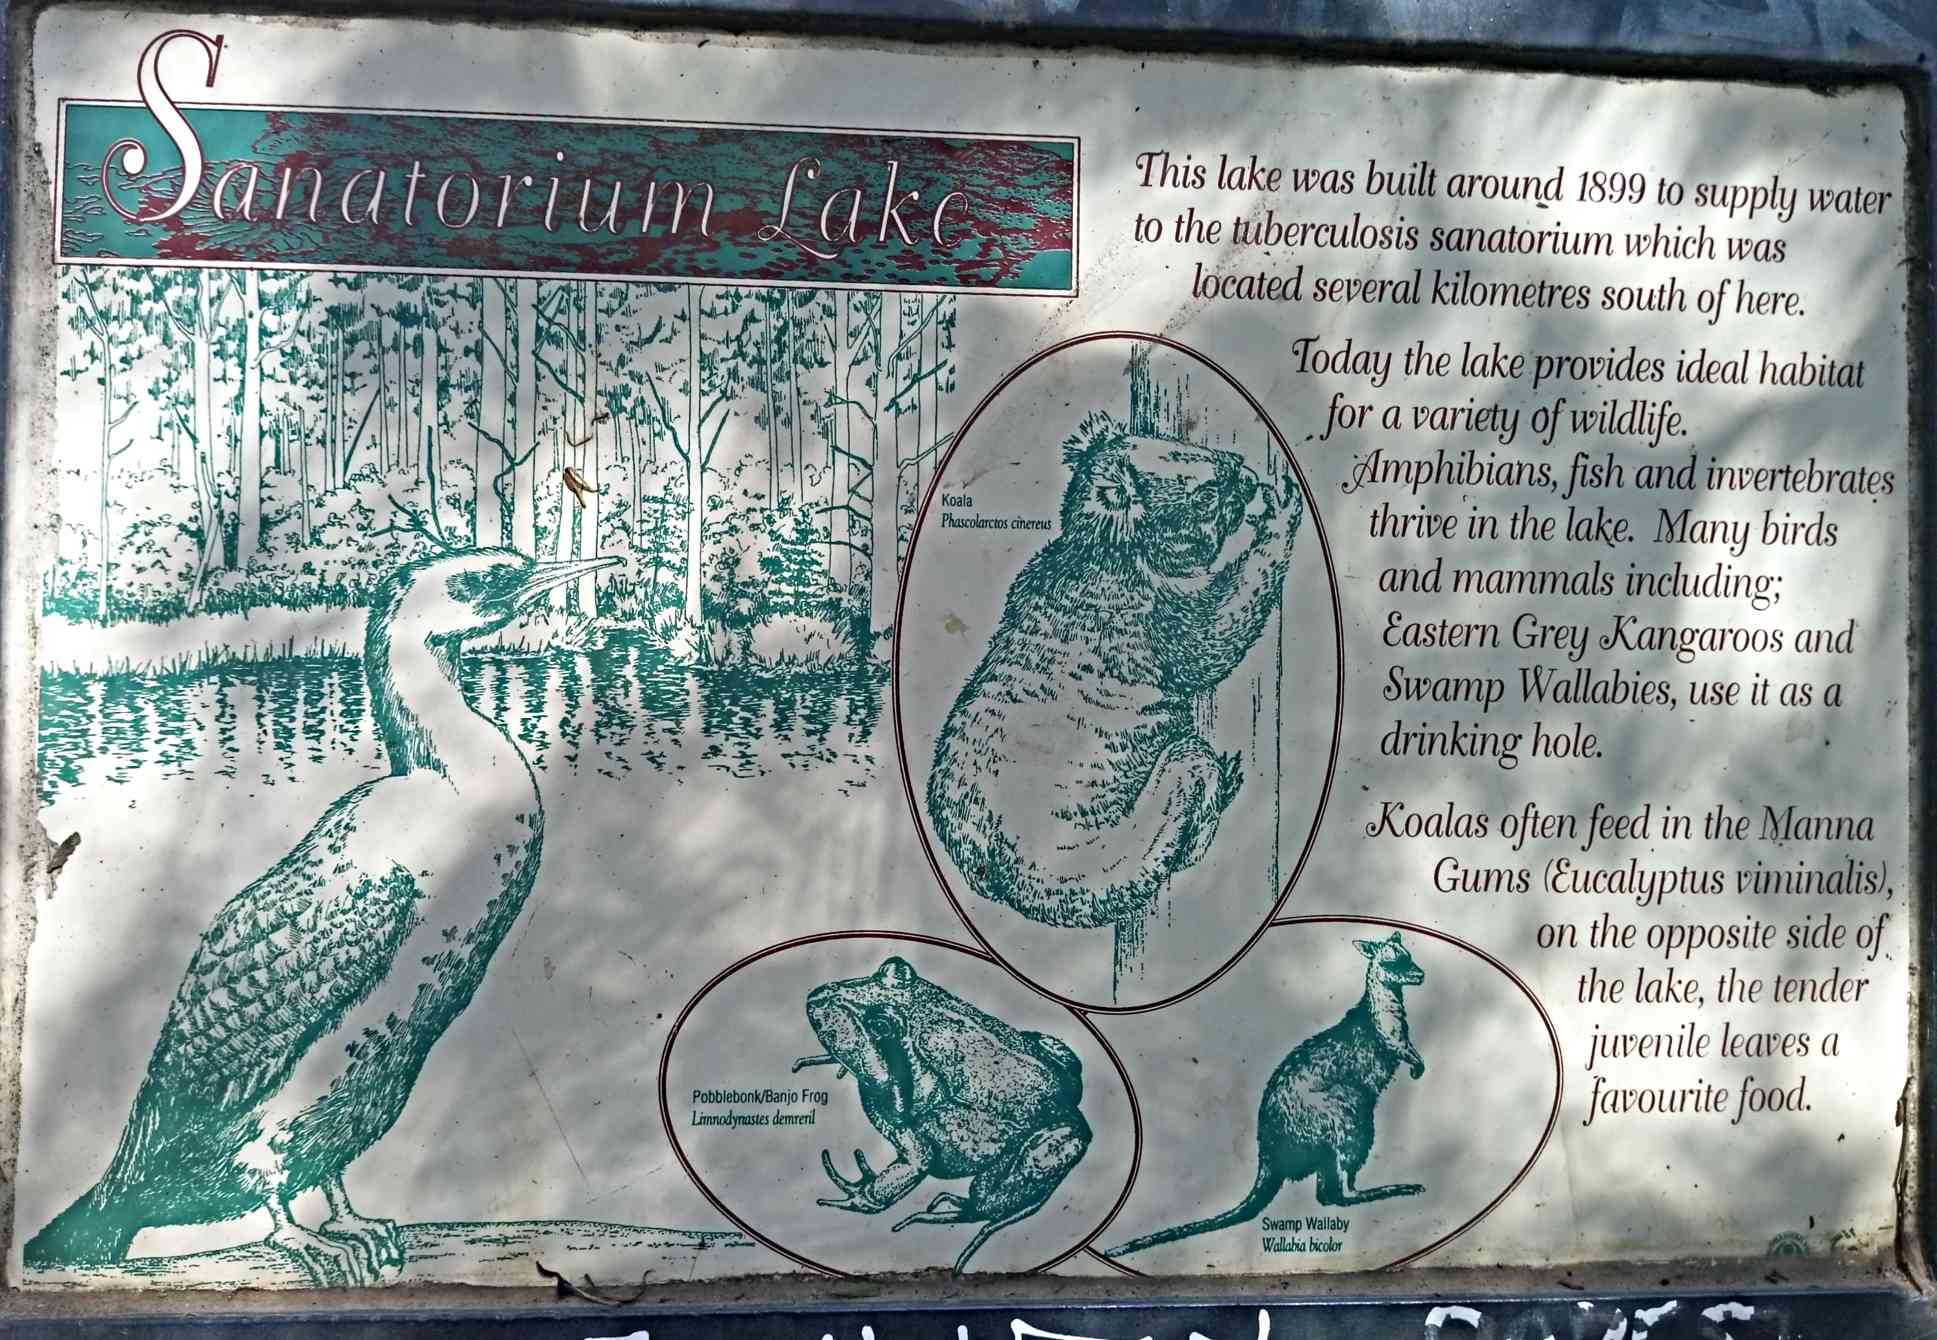 Sanatorium Lake
This lake was built around 1899 to supply water
to the tuberculosis sanatorium which was
located several kilometres south of here.
Today the lake provides ideal habitat
for a variety of wildlife.
Amphibians, fish and invertebrates
thrive in the lake. Many birds
and mammals including;
Eastern Grey Kangaroos and
Swamp Wallabies, use it as a
drinking hole.
Koalas often feed in the Manna
Gums (Eucalyptus viminalis),
on the opposite side of
the lake, the tender
juvenile leaves a
favourite food.
Koala
Phascolarctos cinereus
Pobblebonk/Banjo Frog
Limnodynastes demreril
Swamp Wallaby
Wallabia bicolor